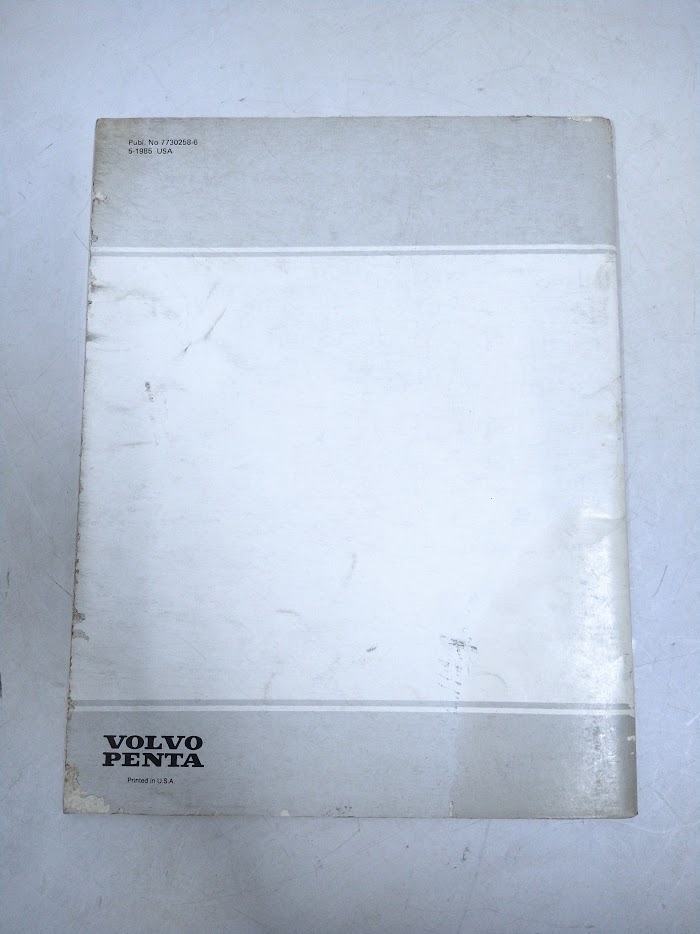 Publ. No 7730258-6
5-1985 USA
VOLVO
PENTA
Printed in U.S.A.